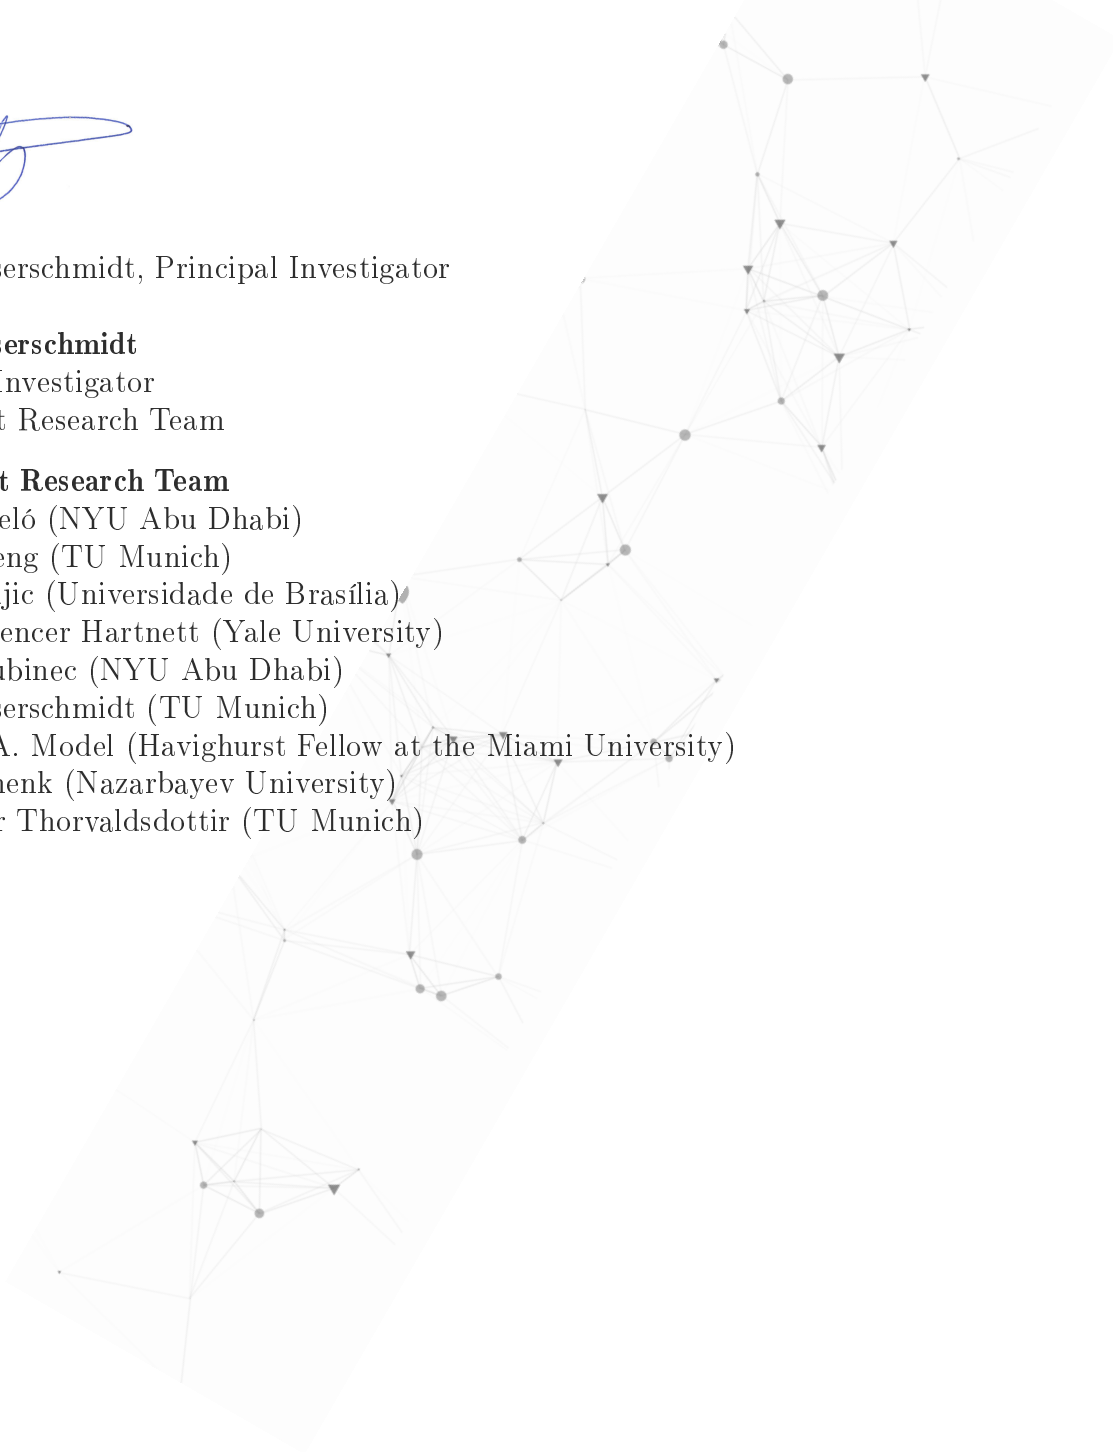 serschmidt, Principal Investigator
serschmidt
Investigator
t Research Team
t Research Team
eló (NYU Abu Dhabi)
eng (TU Munich)
jic (Universidade de Brasília)
encer Hartnett (Yale University)
ubinec (NYU Abu Dhabi)
serschmidt (TU Munich)
A. Model (Havighurst Fellow at the Miami University)
henk (Nazarbayev University)
r Thorvaldsdottir (TU Munich)